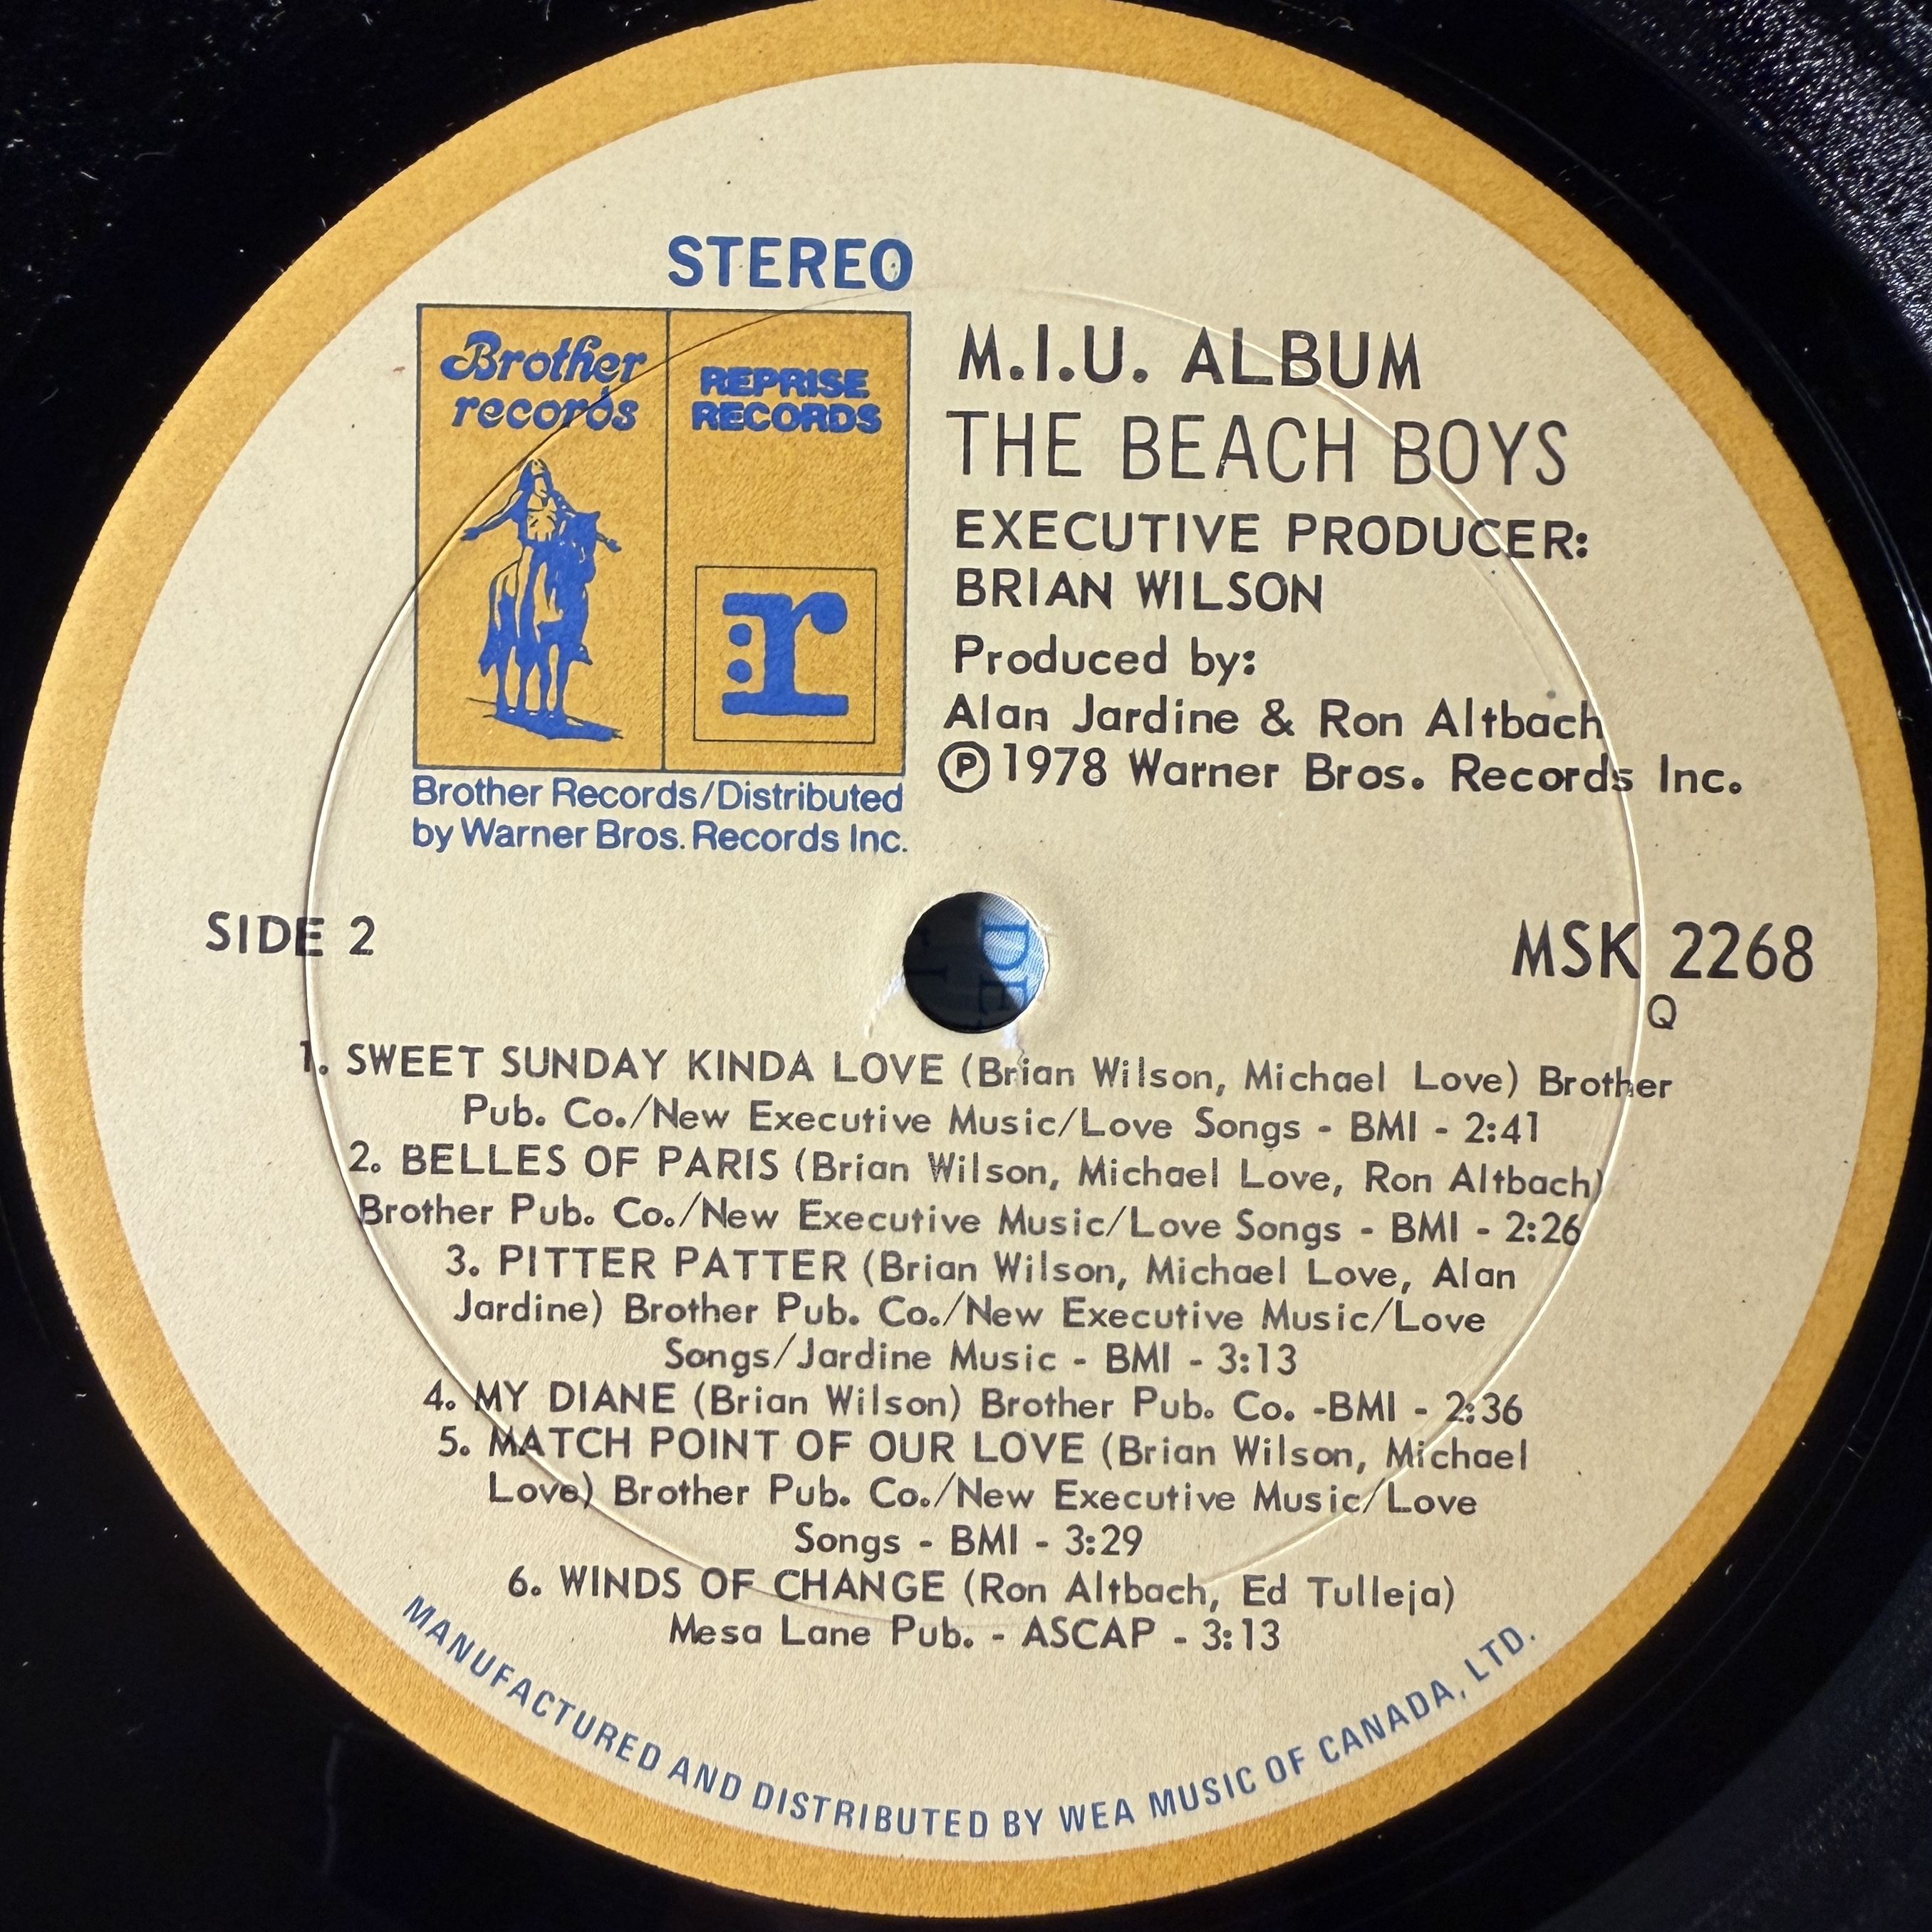 STEREO
Brother
records
REPRISE
RECORDS
r
Brother Records/Distributed
by Warner Bros. Records Inc.
M.I.U. ALBUM
THE BEACH BOYS
EXECUTIVE PRODUCER:
BRIAN WILSON
Produced by:
Alan Jardine & Ron Altbach
Ⓟ1978 Warner Bros. Records Inc.
SIDE 2
DE
MSK 2268
Q
1. SWEET SUNDAY KINDA LOVE (Brian Wilson, Michael Love) Brother
Pub. Co./New Executive Music/Love Songs - BMI - 2:41
2. BELLES OF PARIS (Brian Wilson, Michael Love, Ron Altbach)
Brother Pub. Co./New Executive Music/Love Songs - BMI - 2:26
3. PITTER PATTER (Brian Wilson, Michael Love, Alan
Jardine) Brother Pub. Co./New Executive Music/Love
Songs/Jardine Music - BMI - 3:13
4. MY DIANE (Brian Wilson) Brother Pub. Co. -BMI - 2:36
5. MATCH POINT OF OUR LOVE (Brian Wilson, Michael
Love) Brother Pub. Co./New Executive Music/Love
Songs - BMI - 3:29
6. WINDS OF CHANGE (Ron Altbach, Ed Tulleja)
Mesa Lane Pub. - ASCAP - 3:13
MANUFACTURED AND DISTRIBUTED BY WEA MUSIC OF CANADA, LTD.